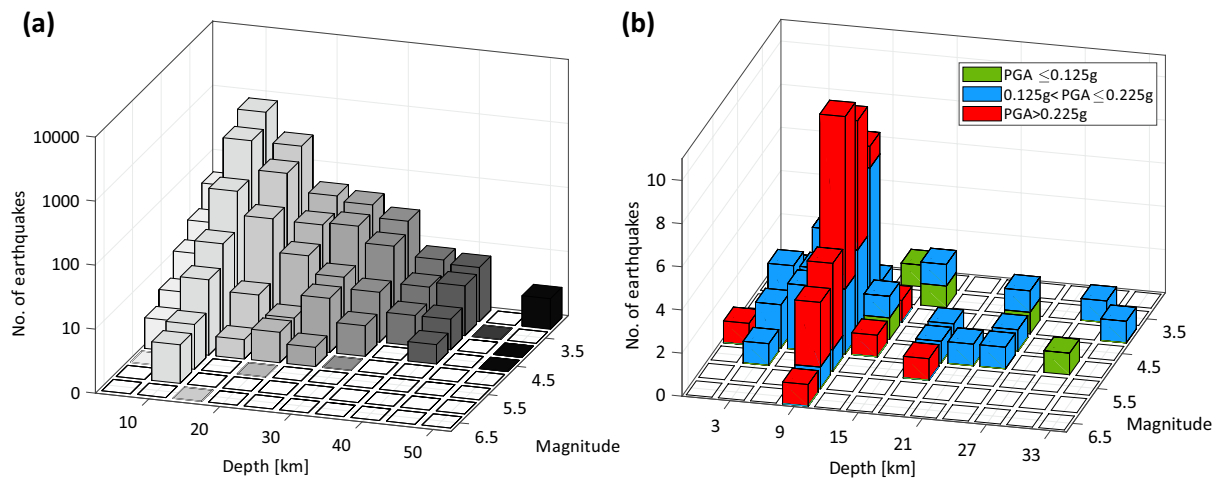 (a)
No. of earthquakes
10000
1000
100
10
0
10
20
30
40
50
Depth [km]
3.5
4.5
5.5
6.5
Magnitude
(b)
PGA ≤0.125g
0.125g< PGA ≤0.225g
PGA>0.225g
No. of earthquakes
10
8
6
4
2
0
3
9
15
21
27
33
Depth [km]
3.5
4.5
5.5
6.5
Magnitude